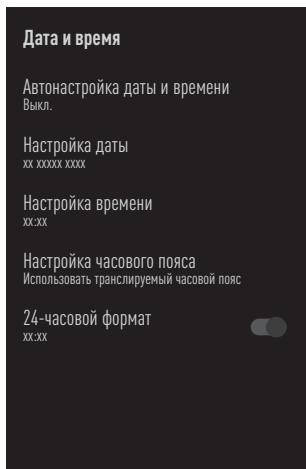 Дата и время
Автонастройка даты и времени
Выкл.
Настройка даты
xx xxxxx xxxx
Настройка времени
xx:xx
Настройка часового пояса
Использовать транслируемый часовой пояс
24-часовой формат
xx:xx